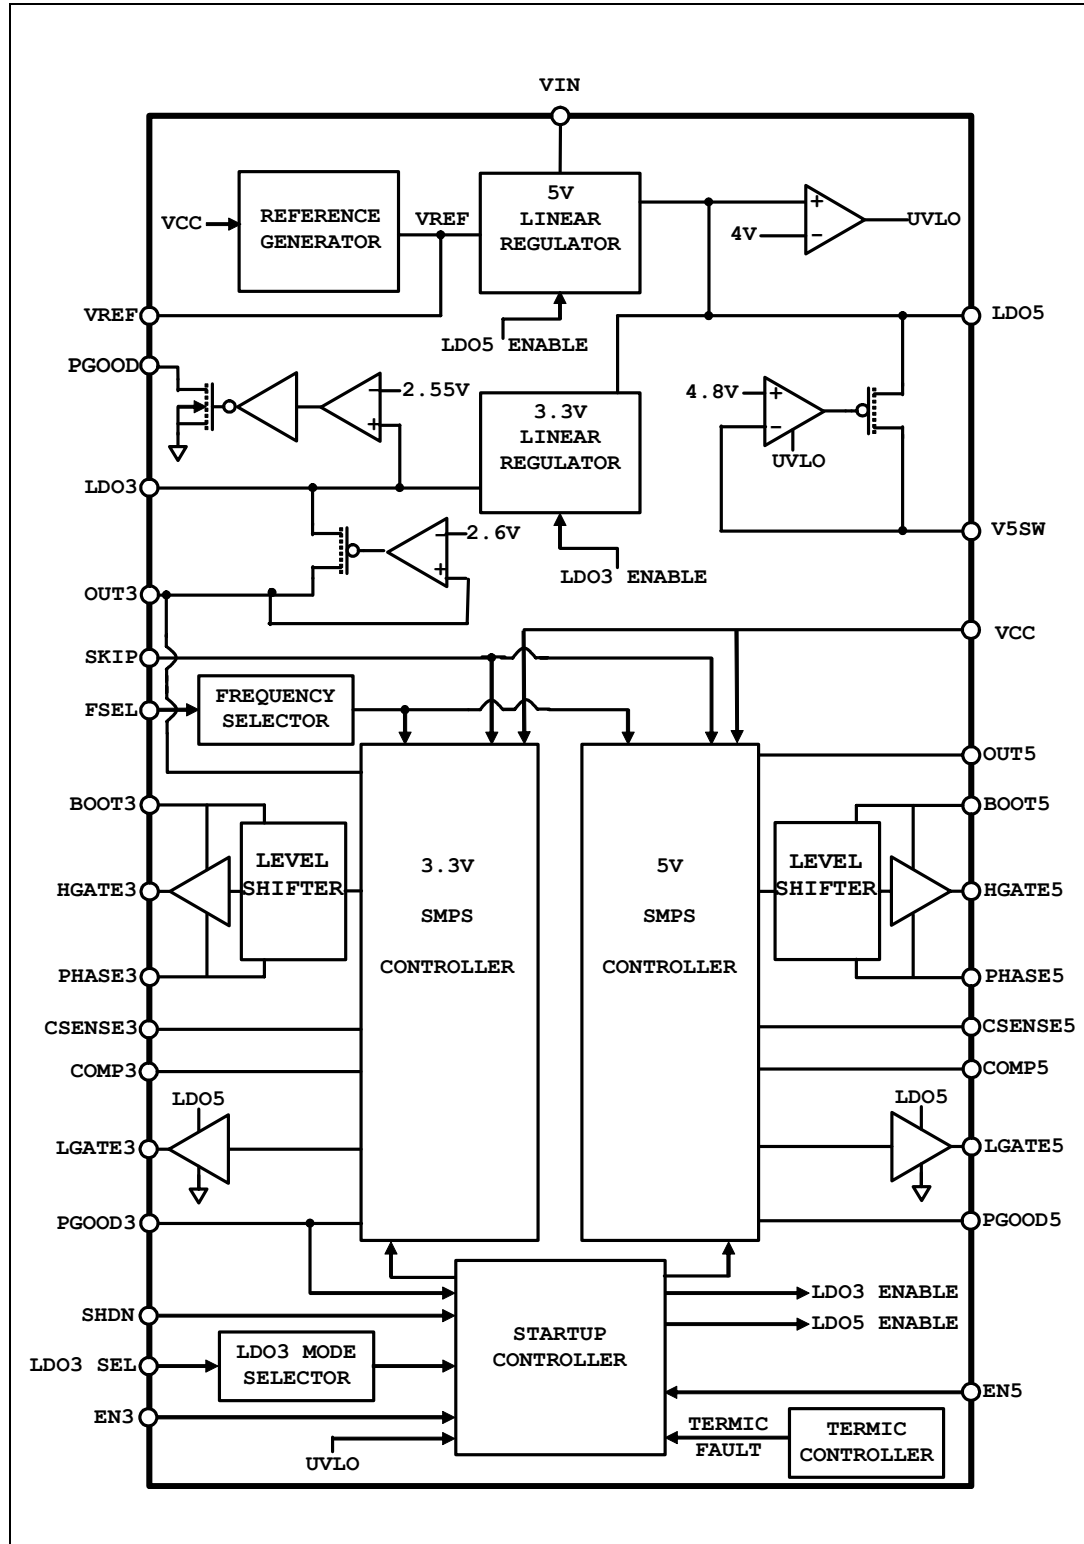 VIN
VCC
REFERENCE
GENERATOR
VREF
5V
LINEAR
REGULATOR
+
4V
−
UVLO
VREF
LDO5 ENABLE
LDO5
PGOOD
−
2.55V
+
3.3V
LINEAR
REGULATOR
4.8V
+
−
UVLO
LDO3
−
2.6V
+
LDO3 ENABLE
V5SW
OUT3
VCC
SKIP
FSEL
FREQUENCY
SELECTOR
OUT5
BOOT3
BOOT5
LEVEL
SHIFTER
3.3V
SMPS
CONTROLLER
5V
SMPS
CONTROLLER
LEVEL
SHIFTER
HGATE3
HGATE5
PHASE3
PHASE5
CSENSE3
CSENSE5
COMP3
COMP5
LDO5
LDO5
LGATE3
LGATE5
PGOOD3
PGOOD5
SHDN
LDO3 ENABLE
LDO5 ENABLE
STARTUP
CONTROLLER
LDO3 SEL
LDO3 MODE
SELECTOR
EN5
EN3
UVLO
TERMIC
FAULT
TERMIC
CONTROLLER